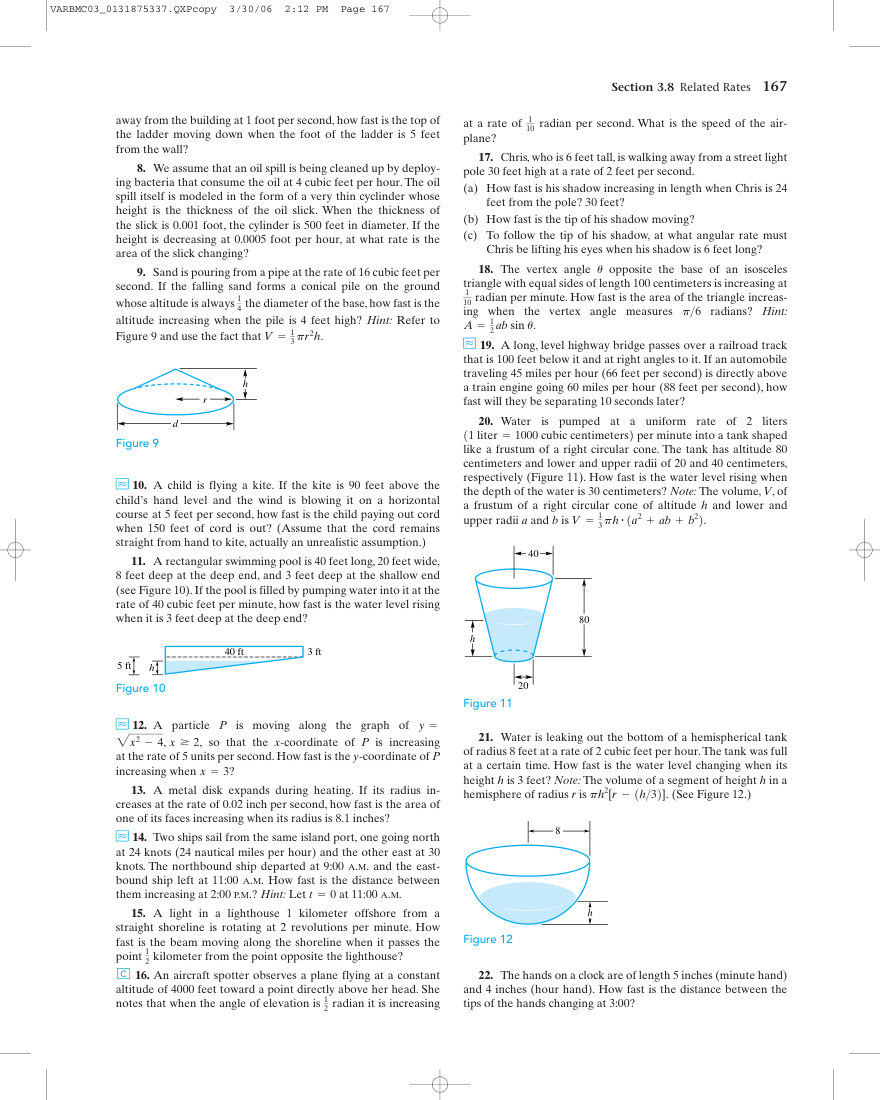 VARBMC03_0131875337.QXPcopy 3/30/06 2:12 PM Page 167
Section 3.8 Related Rates 167
away from the building at 1 foot per second, how fast is the top of
the ladder moving down when the foot of the ladder is 5 feet
from the wall?
8. We assume that an oil spill is being cleaned up by deploy-
ing bacteria that consume the oil at 4 cubic feet per hour. The oil
spill itself is modeled in the form of a very thin cyclinder whose
height is the thickness of the oil slick. When the thickness of
the slick is 0.001 foot, the cylinder is 500 feet in diameter. If the
height is decreasing at 0.0005 foot per hour, at what rate is the
area of the slick changing?
9. Sand is pouring from a pipe at the rate of 16 cubic feet per
second. If the falling sand forms a conical pile on the ground
whose altitude is always 1/4 the diameter of the base, how fast is the
altitude increasing when the pile is 4 feet high? Hint: Refer to
Figure 9 and use the fact that V = 1/3 πr²h.
h
r
d
Figure 9
≈ 10. A child is flying a kite. If the kite is 90 feet above the
child's hand level and the wind is blowing it on a horizontal
course at 5 feet per second, how fast is the child paying out cord
when 150 feet of cord is out? (Assume that the cord remains
straight from hand to kite, actually an unrealistic assumption.)
11. A rectangular swimming pool is 40 feet long, 20 feet wide,
8 feet deep at the deep end, and 3 feet deep at the shallow end
(see Figure 10). If the pool is filled by pumping water into it at the
rate of 40 cubic feet per minute, how fast is the water level rising
when it is 3 feet deep at the deep end?
40 ft
3 ft
5 ft
h
Figure 10
≈ 12. A particle P is moving along the graph of y =
√(x² − 4), x ≥ 2, so that the x-coordinate of P is increasing
at the rate of 5 units per second. How fast is the y-coordinate of P
increasing when x = 3?
13. A metal disk expands during heating. If its radius in-
creases at the rate of 0.02 inch per second, how fast is the area of
one of its faces increasing when its radius is 8.1 inches?
≈ 14. Two ships sail from the same island port, one going north
at 24 knots (24 nautical miles per hour) and the other east at 30
knots. The northbound ship departed at 9:00 A.M. and the east-
bound ship left at 11:00 A.M. How fast is the distance between
them increasing at 2:00 P.M.? Hint: Let t = 0 at 11:00 A.M.
15. A light in a lighthouse 1 kilometer offshore from a
straight shoreline is rotating at 2 revolutions per minute. How
fast is the beam moving along the shoreline when it passes the
point 1/2 kilometer from the point opposite the lighthouse?
C 16. An aircraft spotter observes a plane flying at a constant
altitude of 4000 feet toward a point directly above her head. She
notes that when the angle of elevation is 1/2 radian it is increasing
at a rate of 1/10 radian per second. What is the speed of the air-
plane?
17. Chris, who is 6 feet tall, is walking away from a street light
pole 30 feet high at a rate of 2 feet per second.
(a) How fast is his shadow increasing in length when Chris is 24
feet from the pole? 30 feet?
(b) How fast is the tip of his shadow moving?
(c) To follow the tip of his shadow, at what angular rate must
Chris be lifting his eyes when his shadow is 6 feet long?
18. The vertex angle θ opposite the base of an isosceles
triangle with equal sides of length 100 centimeters is increasing at
1/10 radian per minute. How fast is the area of the triangle increas-
ing when the vertex angle measures π/6 radians? Hint:
A = 1/2 ab sin θ.
≈ 19. A long, level highway bridge passes over a railroad track
that is 100 feet below it and at right angles to it. If an automobile
traveling 45 miles per hour (66 feet per second) is directly above
a train engine going 60 miles per hour (88 feet per second), how
fast will they be separating 10 seconds later?
20. Water is pumped at a uniform rate of 2 liters
(1 liter = 1000 cubic centimeters) per minute into a tank shaped
like a frustum of a right circular cone. The tank has altitude 80
centimeters and lower and upper radii of 20 and 40 centimeters,
respectively (Figure 11). How fast is the water level rising when
the depth of the water is 30 centimeters? Note: The volume, V, of
a frustum of a right circular cone of altitude h and lower and
upper radii a and b is V = 1/3 πh · (a² + ab + b²).
40
80
h
20
Figure 11
21. Water is leaking out the bottom of a hemispherical tank
of radius 8 feet at a rate of 2 cubic feet per hour. The tank was full
at a certain time. How fast is the water level changing when its
height h is 3 feet? Note: The volume of a segment of height h in a
hemisphere of radius r is πh²[r − (h/3)]. (See Figure 12.)
8
h
Figure 12
22. The hands on a clock are of length 5 inches (minute hand)
and 4 inches (hour hand). How fast is the distance between the
tips of the hands changing at 3:00?